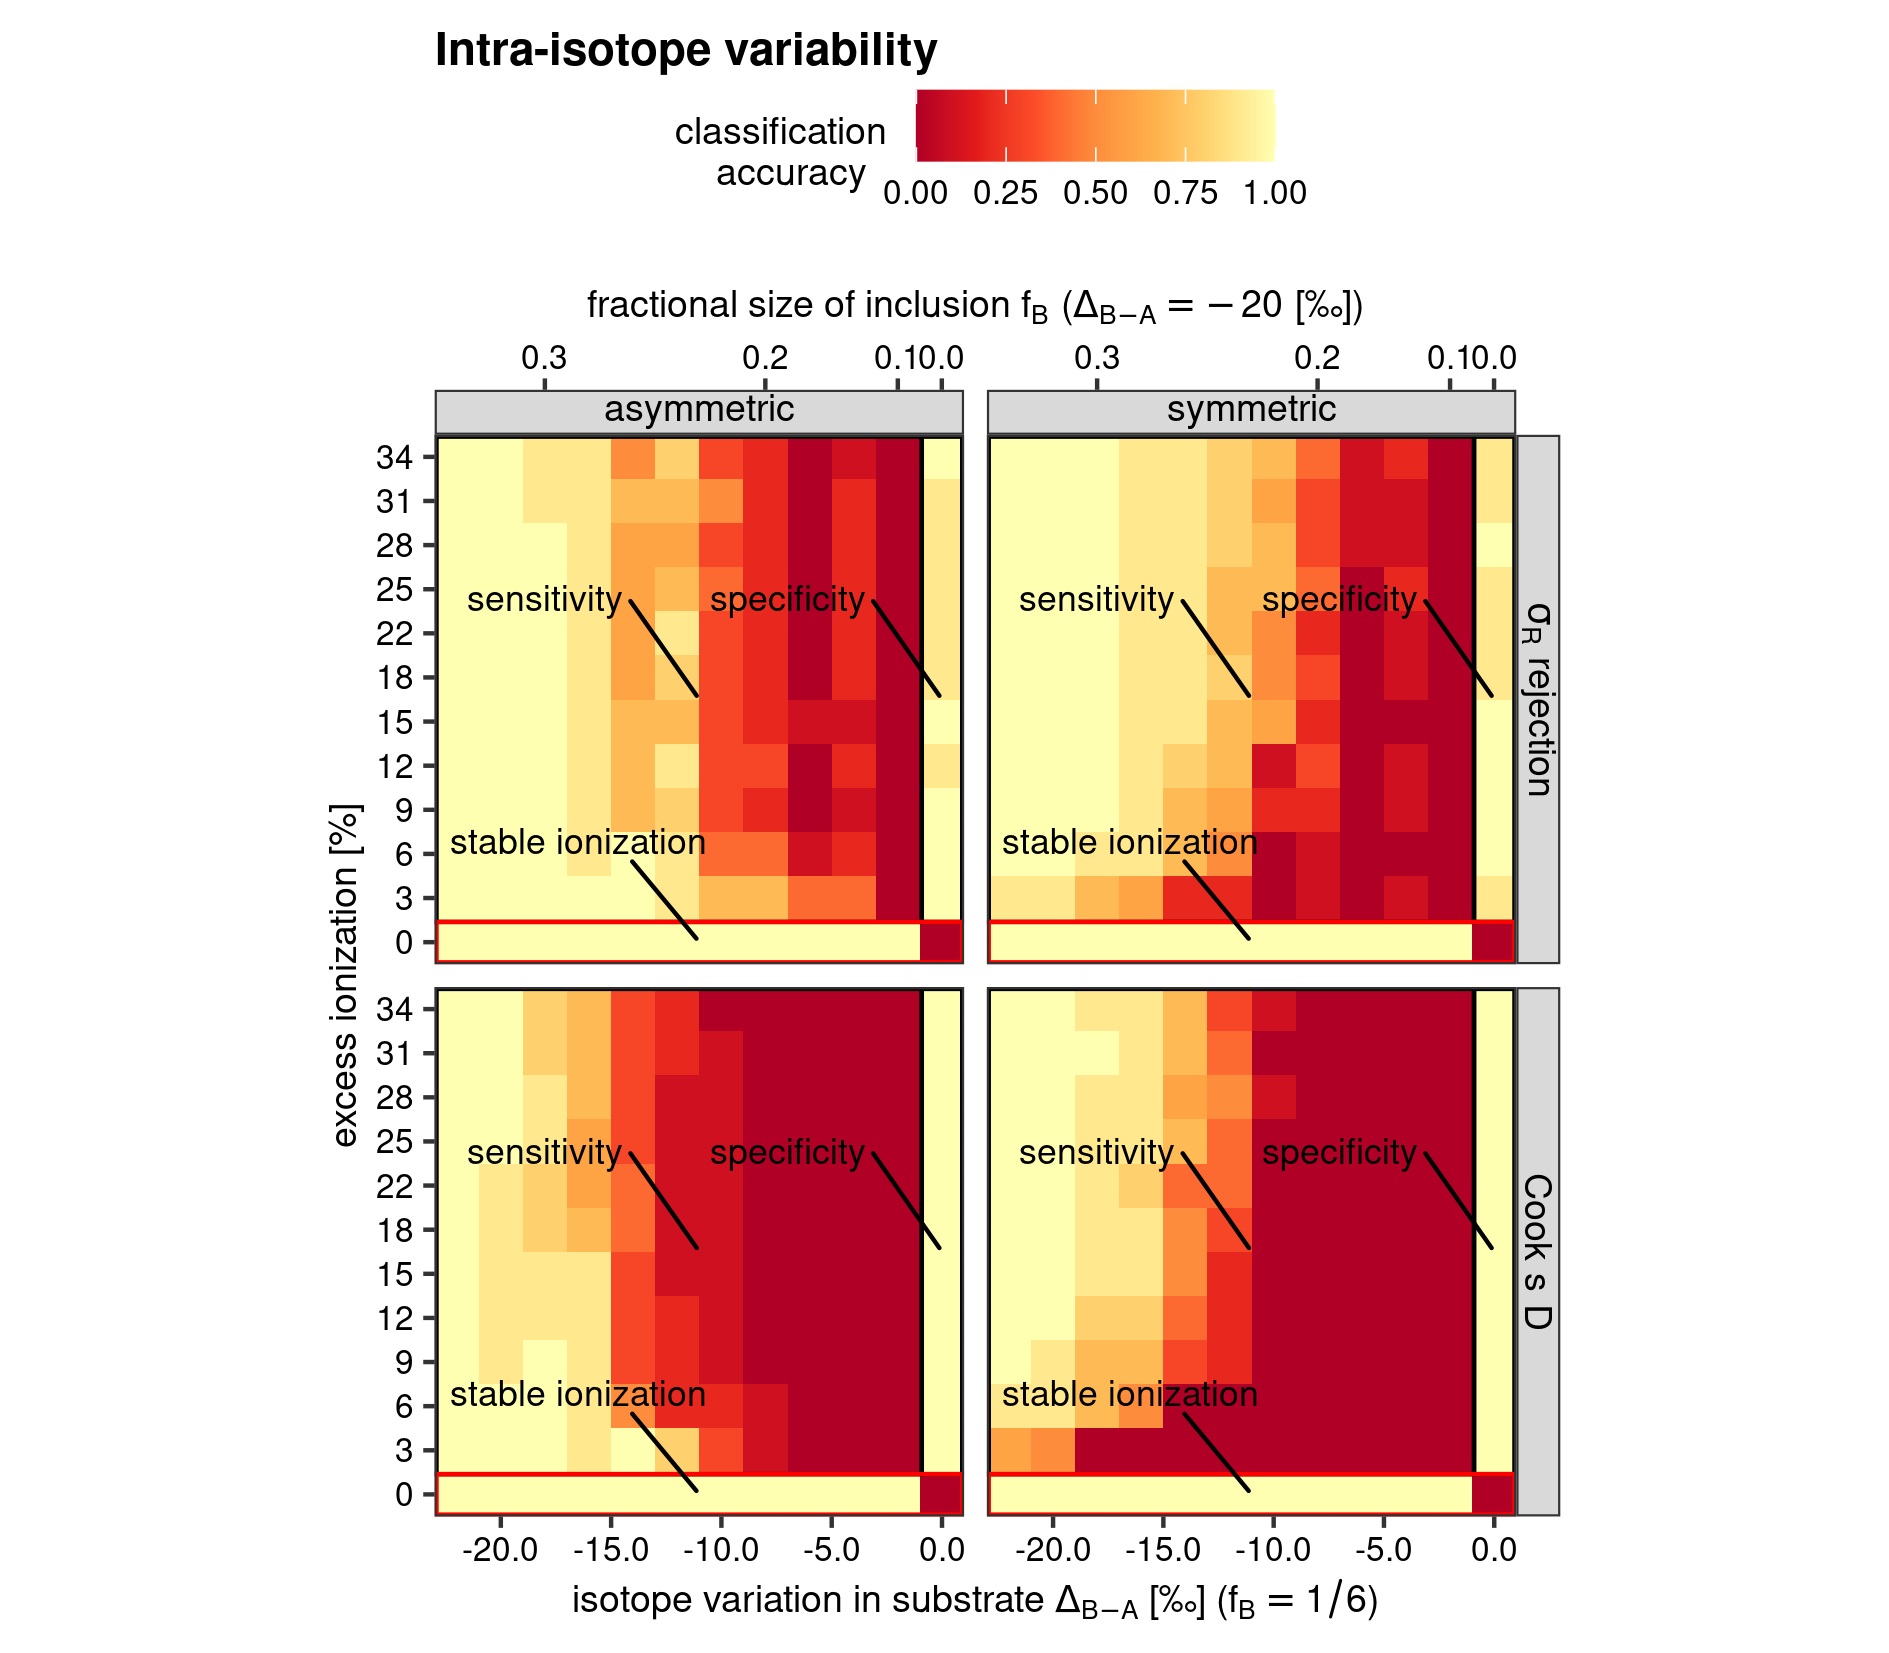 Intra-isotope variability
classification
accuracy
0.00 0.25 0.50 0.75 1.00
fractional size of inclusion fB (ΔB−A = −20 [‰])
0.3 0.2 0.1 0.0 0.3 0.2 0.1 0.0
asymmetric symmetric
34
31
28
25
22
18
15
12
9
6
3
0
sensitivity specificity
stable ionization
sensitivity specificity
stable ionization
σR rejection
excess ionization [%]
34
31
28
25
22
18
15
12
9
6
3
0
sensitivity specificity
stable ionization
sensitivity specificity
stable ionization
Cook s D
-20.0 -15.0 -10.0 -5.0 0.0 -20.0 -15.0 -10.0 -5.0 0.0
isotope variation in substrate ΔB−A [‰] (fB = 1/6)